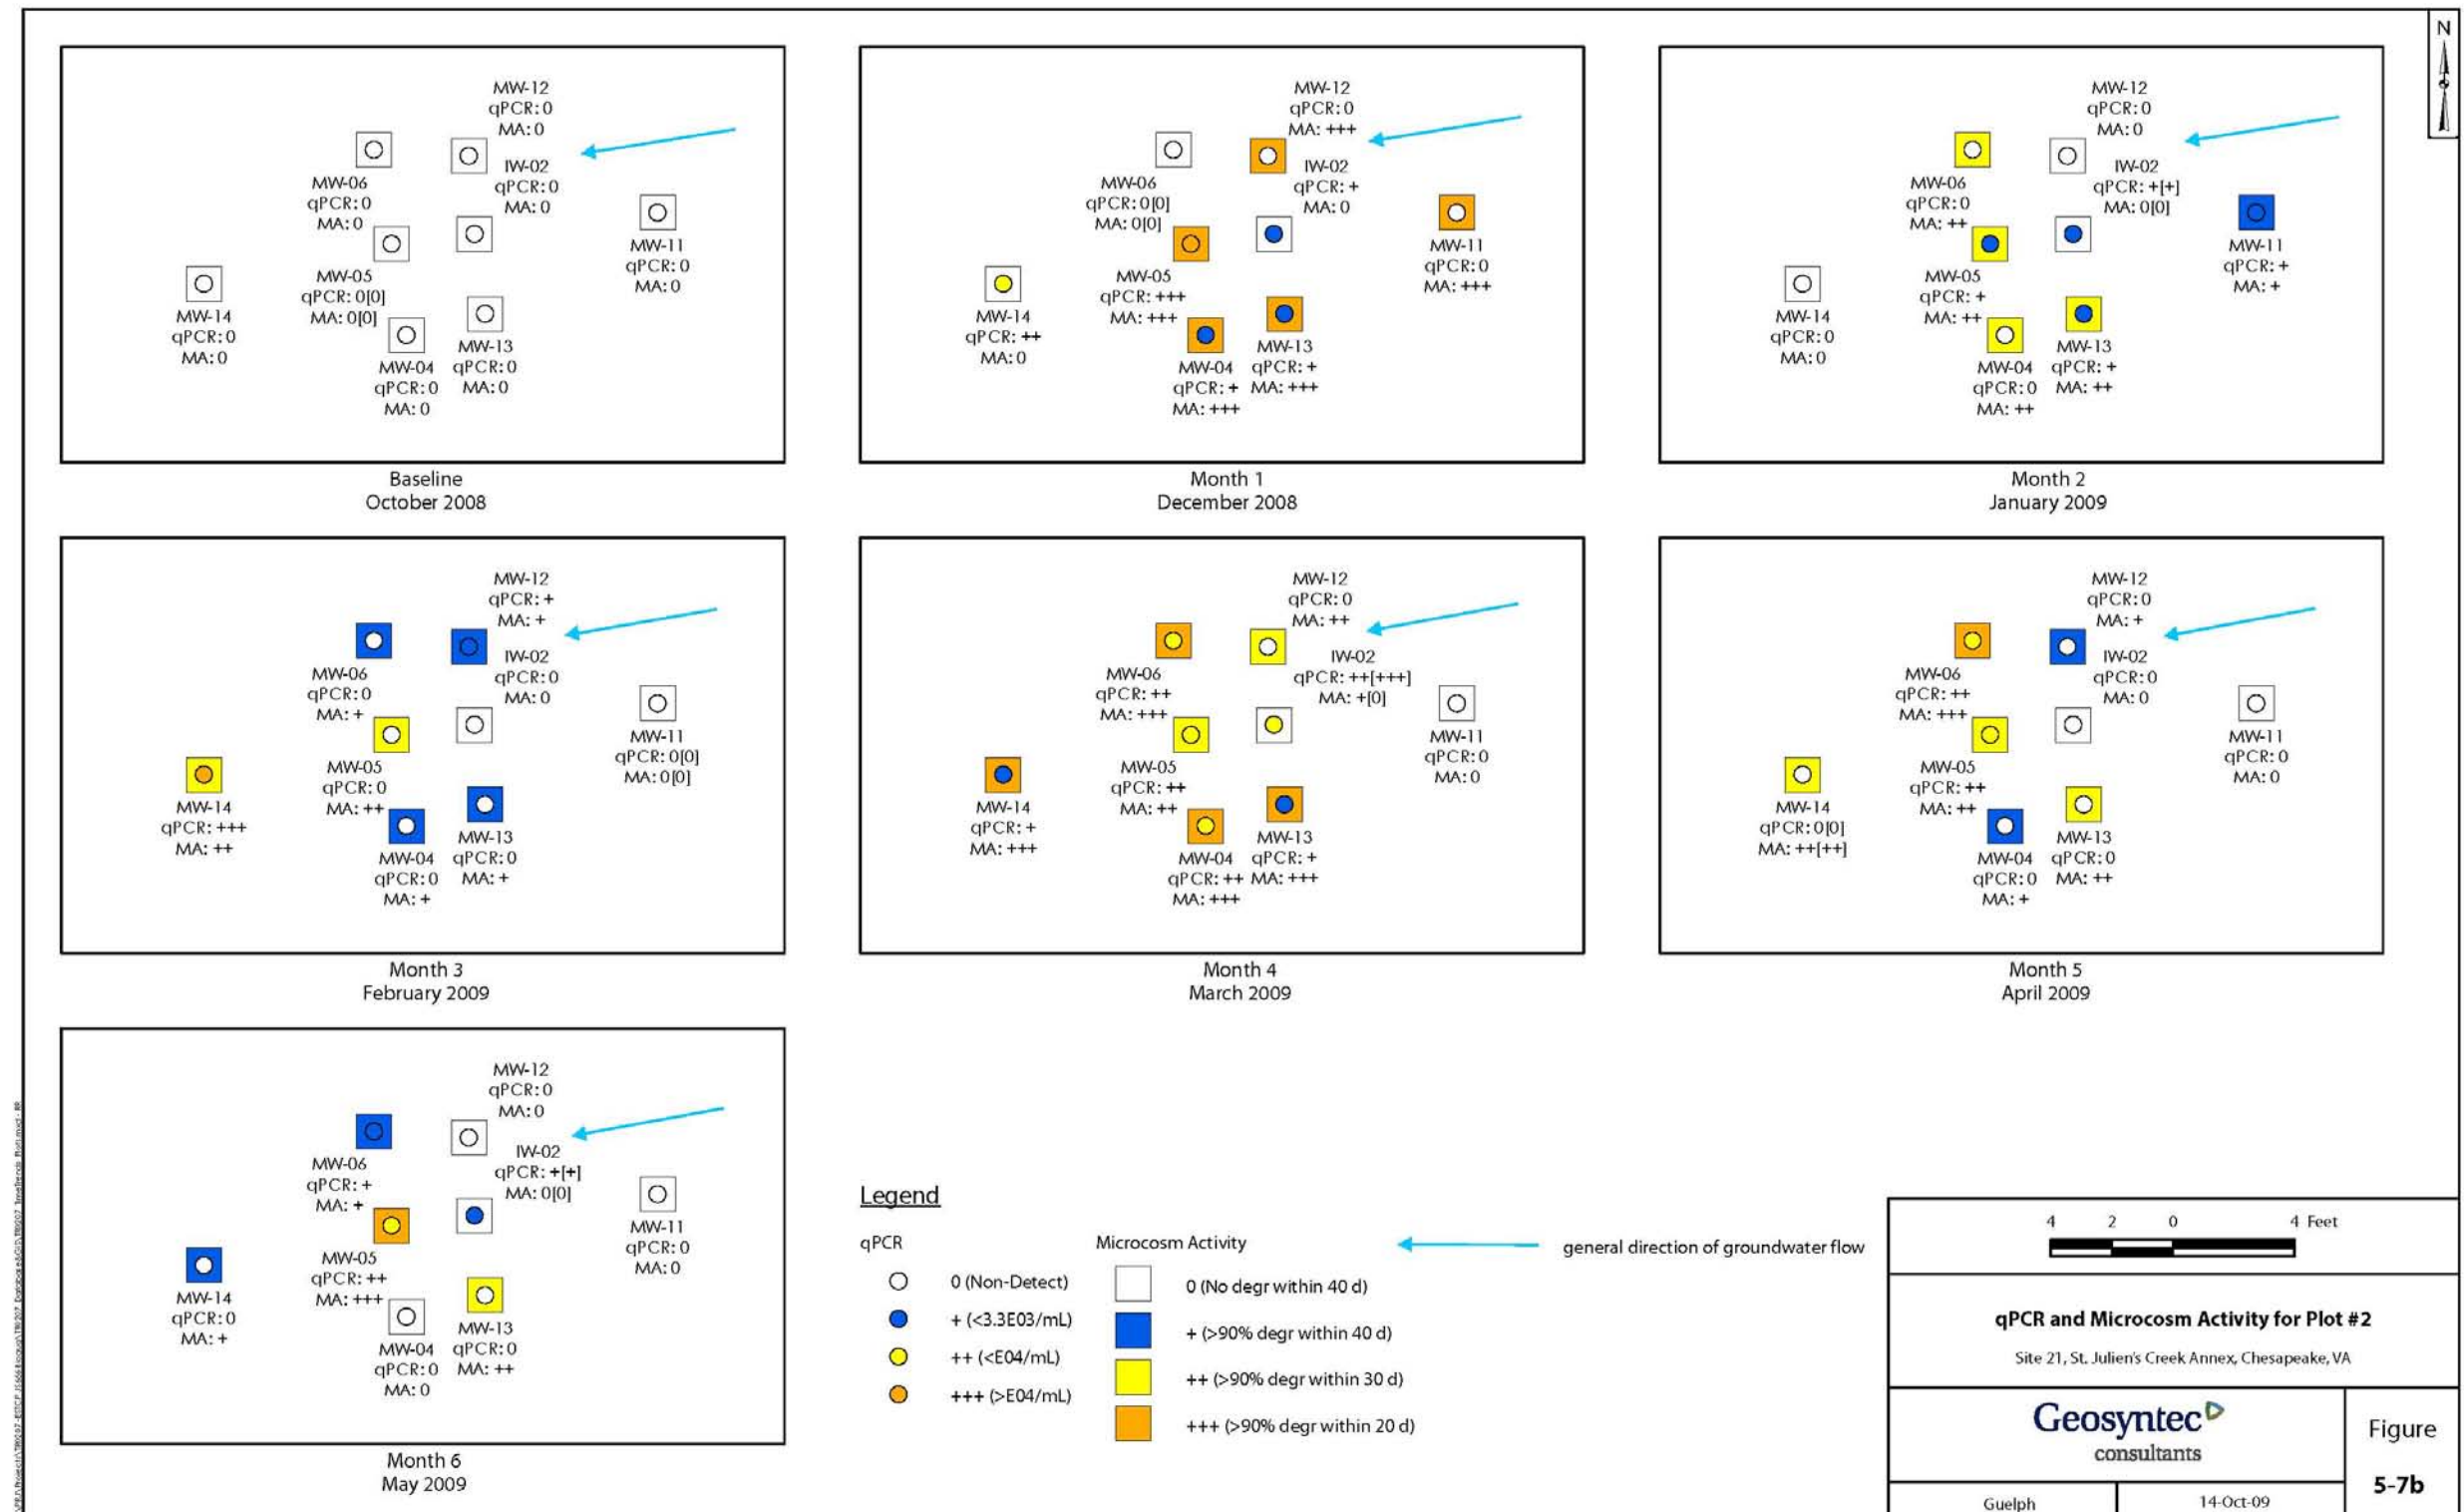 N
MW-12
qPCR: 0
MA: 0
IW-02
qPCR: 0
MA: 0
MW-06
qPCR: 0
MA: 0
MW-11
qPCR: 0
MA: 0
MW-05
qPCR: 0[0]
MA: 0[0]
MW-14
qPCR: 0
MA: 0
MW-13
qPCR: 0
MA: 0
MW-04
qPCR: 0
MA: 0
Baseline
October 2008
MW-12
qPCR: 0
MA: +++
IW-02
qPCR: +
MA: 0
MW-06
qPCR: 0[0]
MA: 0[0]
MW-11
qPCR: 0
MA: +++
MW-05
qPCR: +++
MA: +++
MW-14
qPCR: ++
MA: 0
MW-13
qPCR: +
MA: +++
MW-04
qPCR: +
MA: +++
Month 1
December 2008
MW-12
qPCR: 0
MA: 0
IW-02
qPCR: +[+]
MA: 0[0]
MW-06
qPCR: 0
MA: ++
MW-11
qPCR: +
MA: +
MW-05
qPCR: +
MA: ++
MW-14
qPCR: 0
MA: 0
MW-13
qPCR: +
MA: ++
MW-04
qPCR: 0
MA: ++
Month 2
January 2009
MW-12
qPCR: +
MA: +
IW-02
qPCR: 0
MA: 0
MW-06
qPCR: 0
MA: +
MW-11
qPCR: 0[0]
MA: 0[0]
MW-05
qPCR: 0
MA: ++
MW-14
qPCR: +++
MA: ++
MW-13
qPCR: 0
MA: +
MW-04
qPCR: 0
MA: +
Month 3
February 2009
MW-12
qPCR: 0
MA: ++
IW-02
qPCR: ++[+++]
MA: +[0]
MW-06
qPCR: ++
MA: +++
MW-11
qPCR: 0
MA: 0
MW-05
qPCR: ++
MA: ++
MW-14
qPCR: +
MA: +++
MW-13
qPCR: +
MA: +++
MW-04
qPCR: ++
MA: +++
Month 4
March 2009
MW-12
qPCR: 0
MA: +
IW-02
qPCR: 0
MA: 0
MW-06
qPCR: ++
MA: +++
MW-11
qPCR: 0
MA: 0
MW-05
qPCR: ++
MA: ++
MW-14
qPCR: 0[0]
MA: ++[++]
MW-13
qPCR: 0
MA: ++
MW-04
qPCR: 0
MA: +
Month 5
April 2009
MW-12
qPCR: 0
MA: 0
IW-02
qPCR: +[+]
MA: 0[0]
MW-06
qPCR: +
MA: +
MW-11
qPCR: 0
MA: 0
MW-05
qPCR: ++
MA: +++
MW-14
qPCR: 0
MA: +
MW-13
qPCR: 0
MA: ++
MW-04
qPCR: 0
MA: 0
Month 6
May 2009
Legend
qPCR
0 (Non-Detect)
+ (<3.3E03/mL)
++ (<E04/mL)
+++ (>E04/mL)
Microcosm Activity
0 (No degr within 40 d)
+ (>90% degr within 40 d)
++ (>90% degr within 30 d)
+++ (>90% degr within 20 d)
general direction of groundwater flow
4 2 0 4 Feet
qPCR and Microcosm Activity for Plot #2
Site 21, St. Julien's Creek Annex, Chesapeake, VA
Geosyntec
consultants
Figure
5-7b
Guelph
14-Oct-09